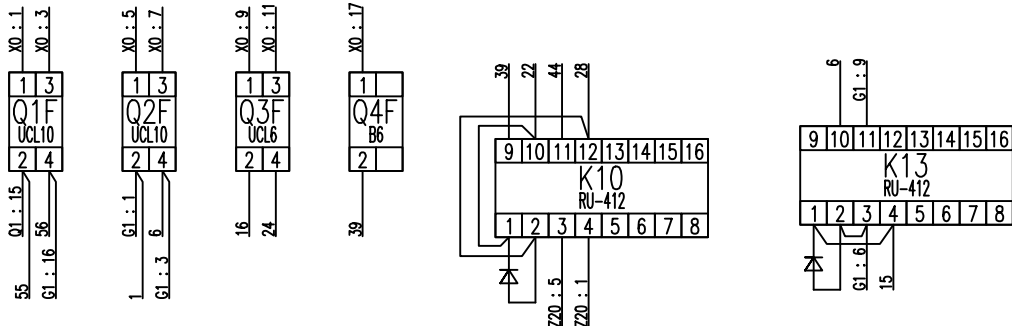 X0 : 1
X0 : 3
1 3
Q1F
UCL10
2 4
Q1 : 15
55
56
G1 : 16
X0 : 5
X0 : 7
1 3
Q2F
UCL10
2 4
G1 : 1
1
6
G1 : 3
X0 : 9
X0 : 11
1 3
Q3F
UCL6
2 4
16
24
X0 : 17
1
Q4F
B6
2
39
39
22
44
28
9 10 11 12 13 14 15 16
K10
RU-412
1 2 3 4 5 6 7 8
Z20 : 5
Z20 : 1
6
G1 : 9
9 10 11 12 13 14 15 16
K13
RU-412
1 2 3 4 5 6 7 8
G1 : 6
15